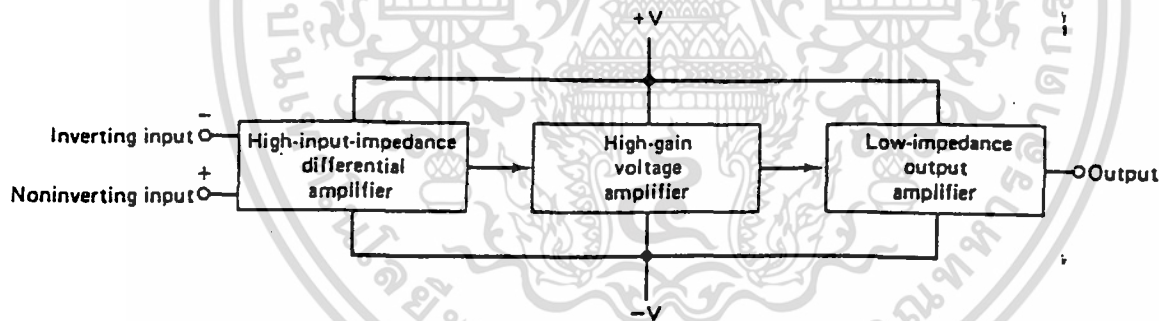 +V
Inverting input
−
High-input-impedance
differential
amplifier
High-gain
voltage
amplifier
Low-impedance
output
amplifier
Output
+
Noninverting input
−V